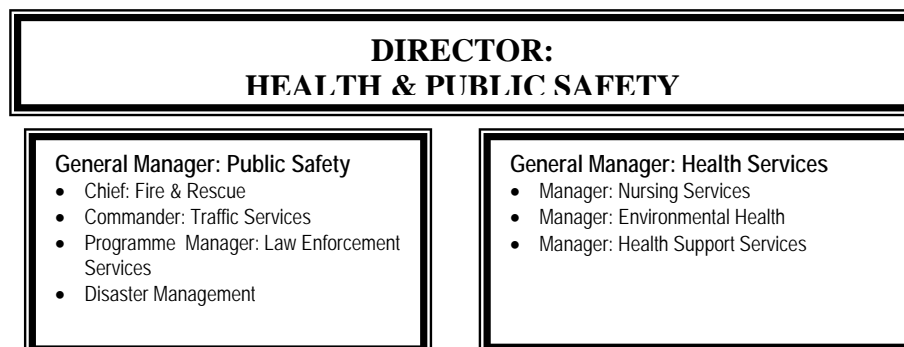 DIRECTOR:
HEALTH & PUBLIC SAFETY
General Manager: Public Safety
• Chief: Fire & Rescue
• Commander: Traffic Services
• Programme Manager: Law Enforcement
Services
• Disaster Management
General Manager: Health Services
• Manager: Nursing Services
• Manager: Environmental Health
• Manager: Health Support Services